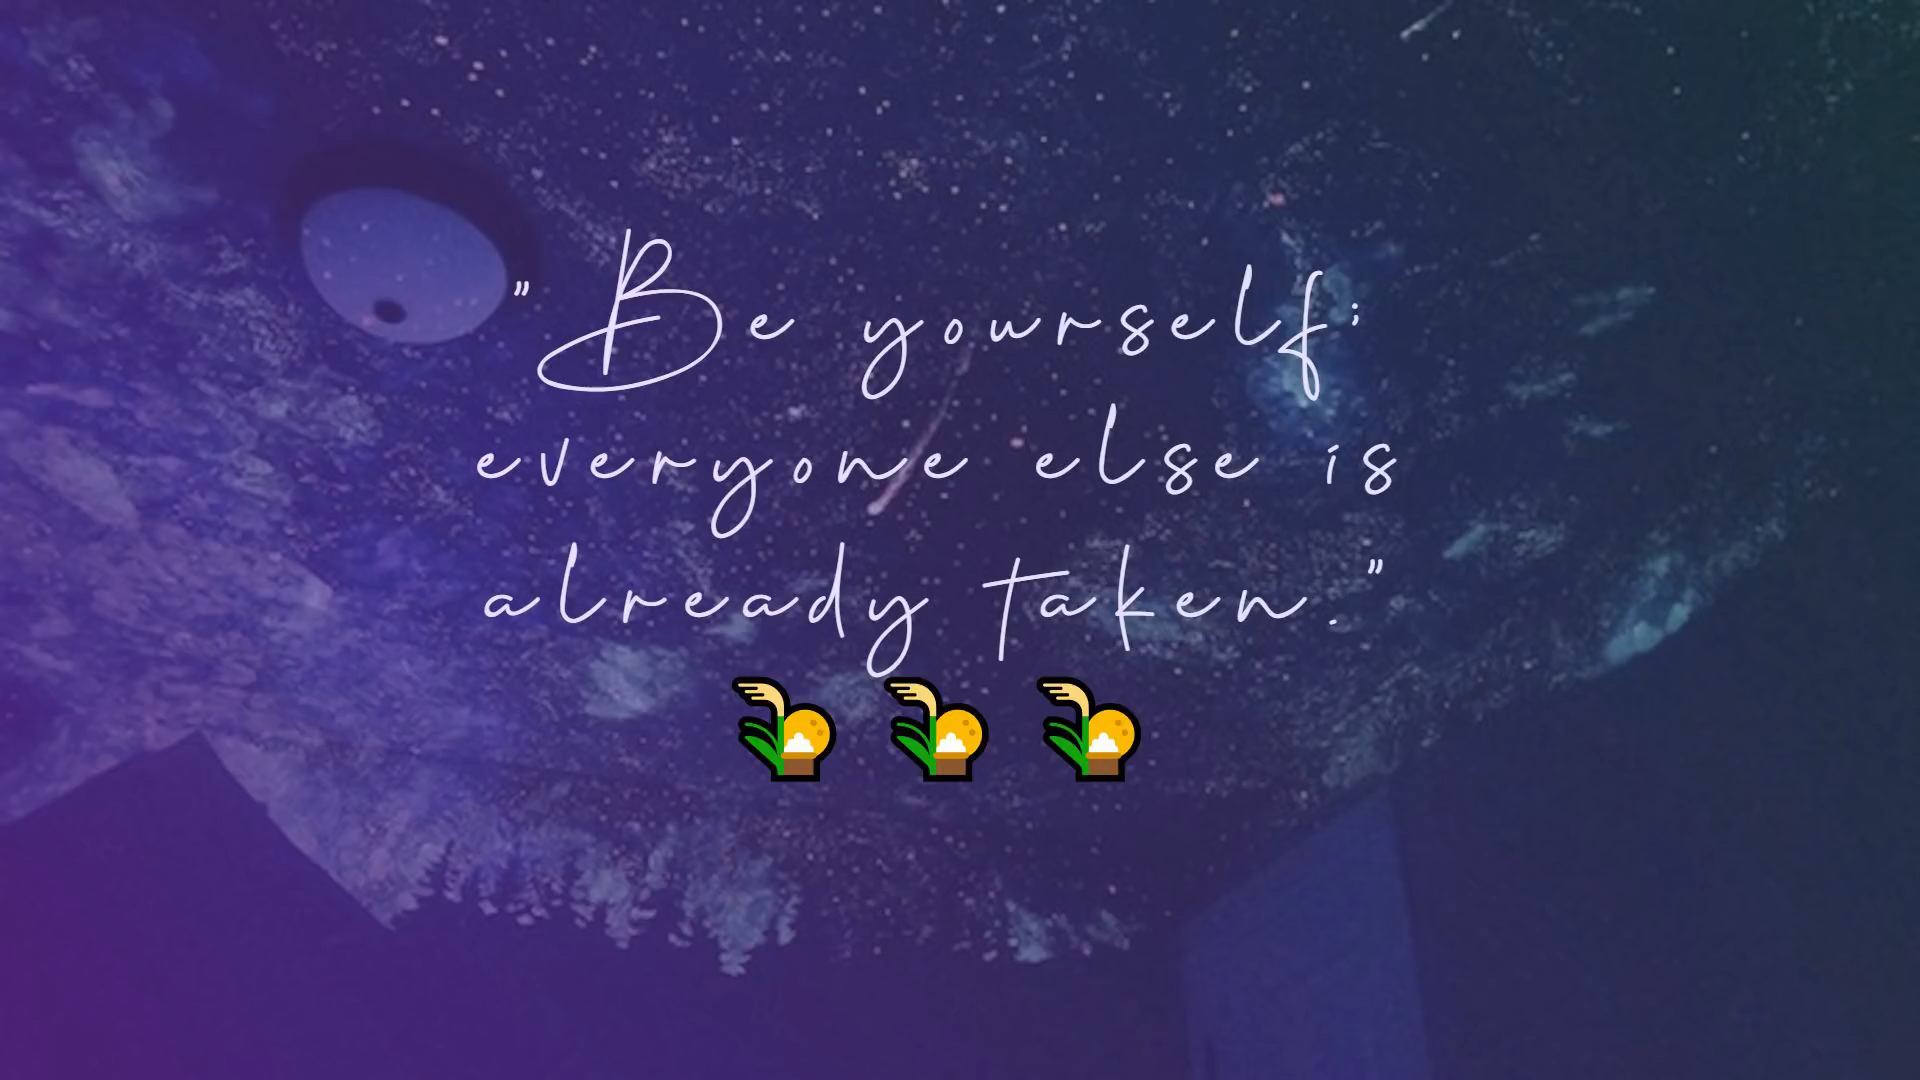 " Be yourself;
everyone else is
already taken."
🎑 🎑 🎑